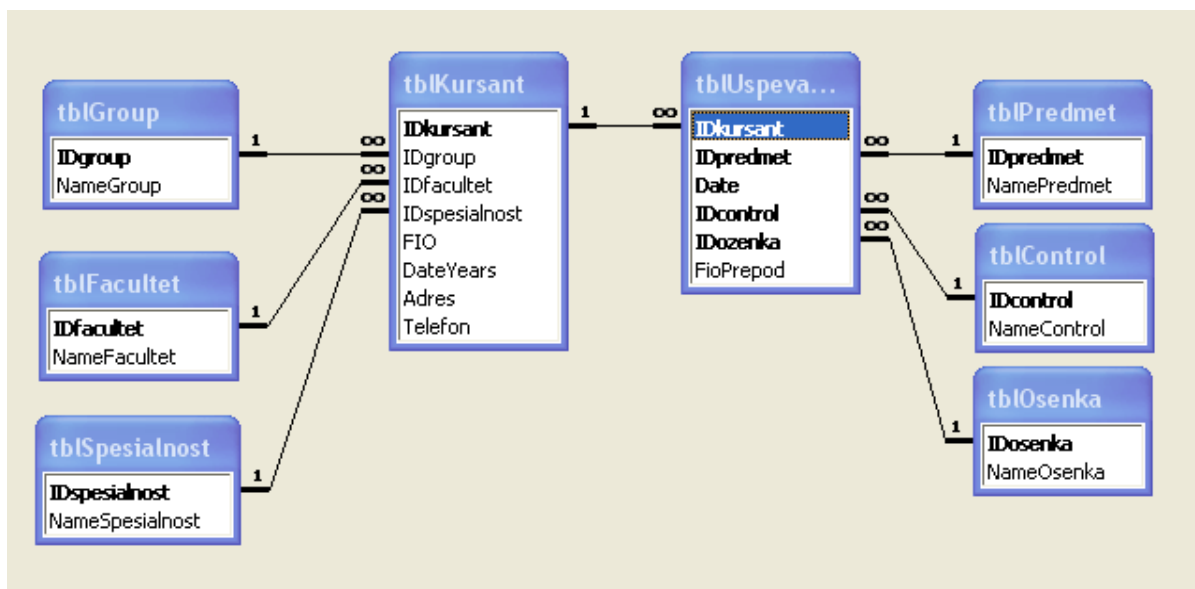 tblGroup
IDgroup
NameGroup
tblFacultet
IDfacultet
NameFacultet
tblSpesialnost
IDspesialnost
NameSpesialnost
tblKursant
IDkursant
IDgroup
IDfacultet
IDspesialnost
FIO
DateYears
Adres
Telefon
tblUspeva...
IDkursant
IDpredmet
Date
IDcontrol
IDozenka
FioPrepod
tblPredmet
IDpredmet
NamePredmet
tblControl
IDcontrol
NameControl
tblOsenka
IDosenka
NameOsenka
1 ∞
1 ∞
1 ∞
1 ∞
∞ 1
∞ 1
∞ 1